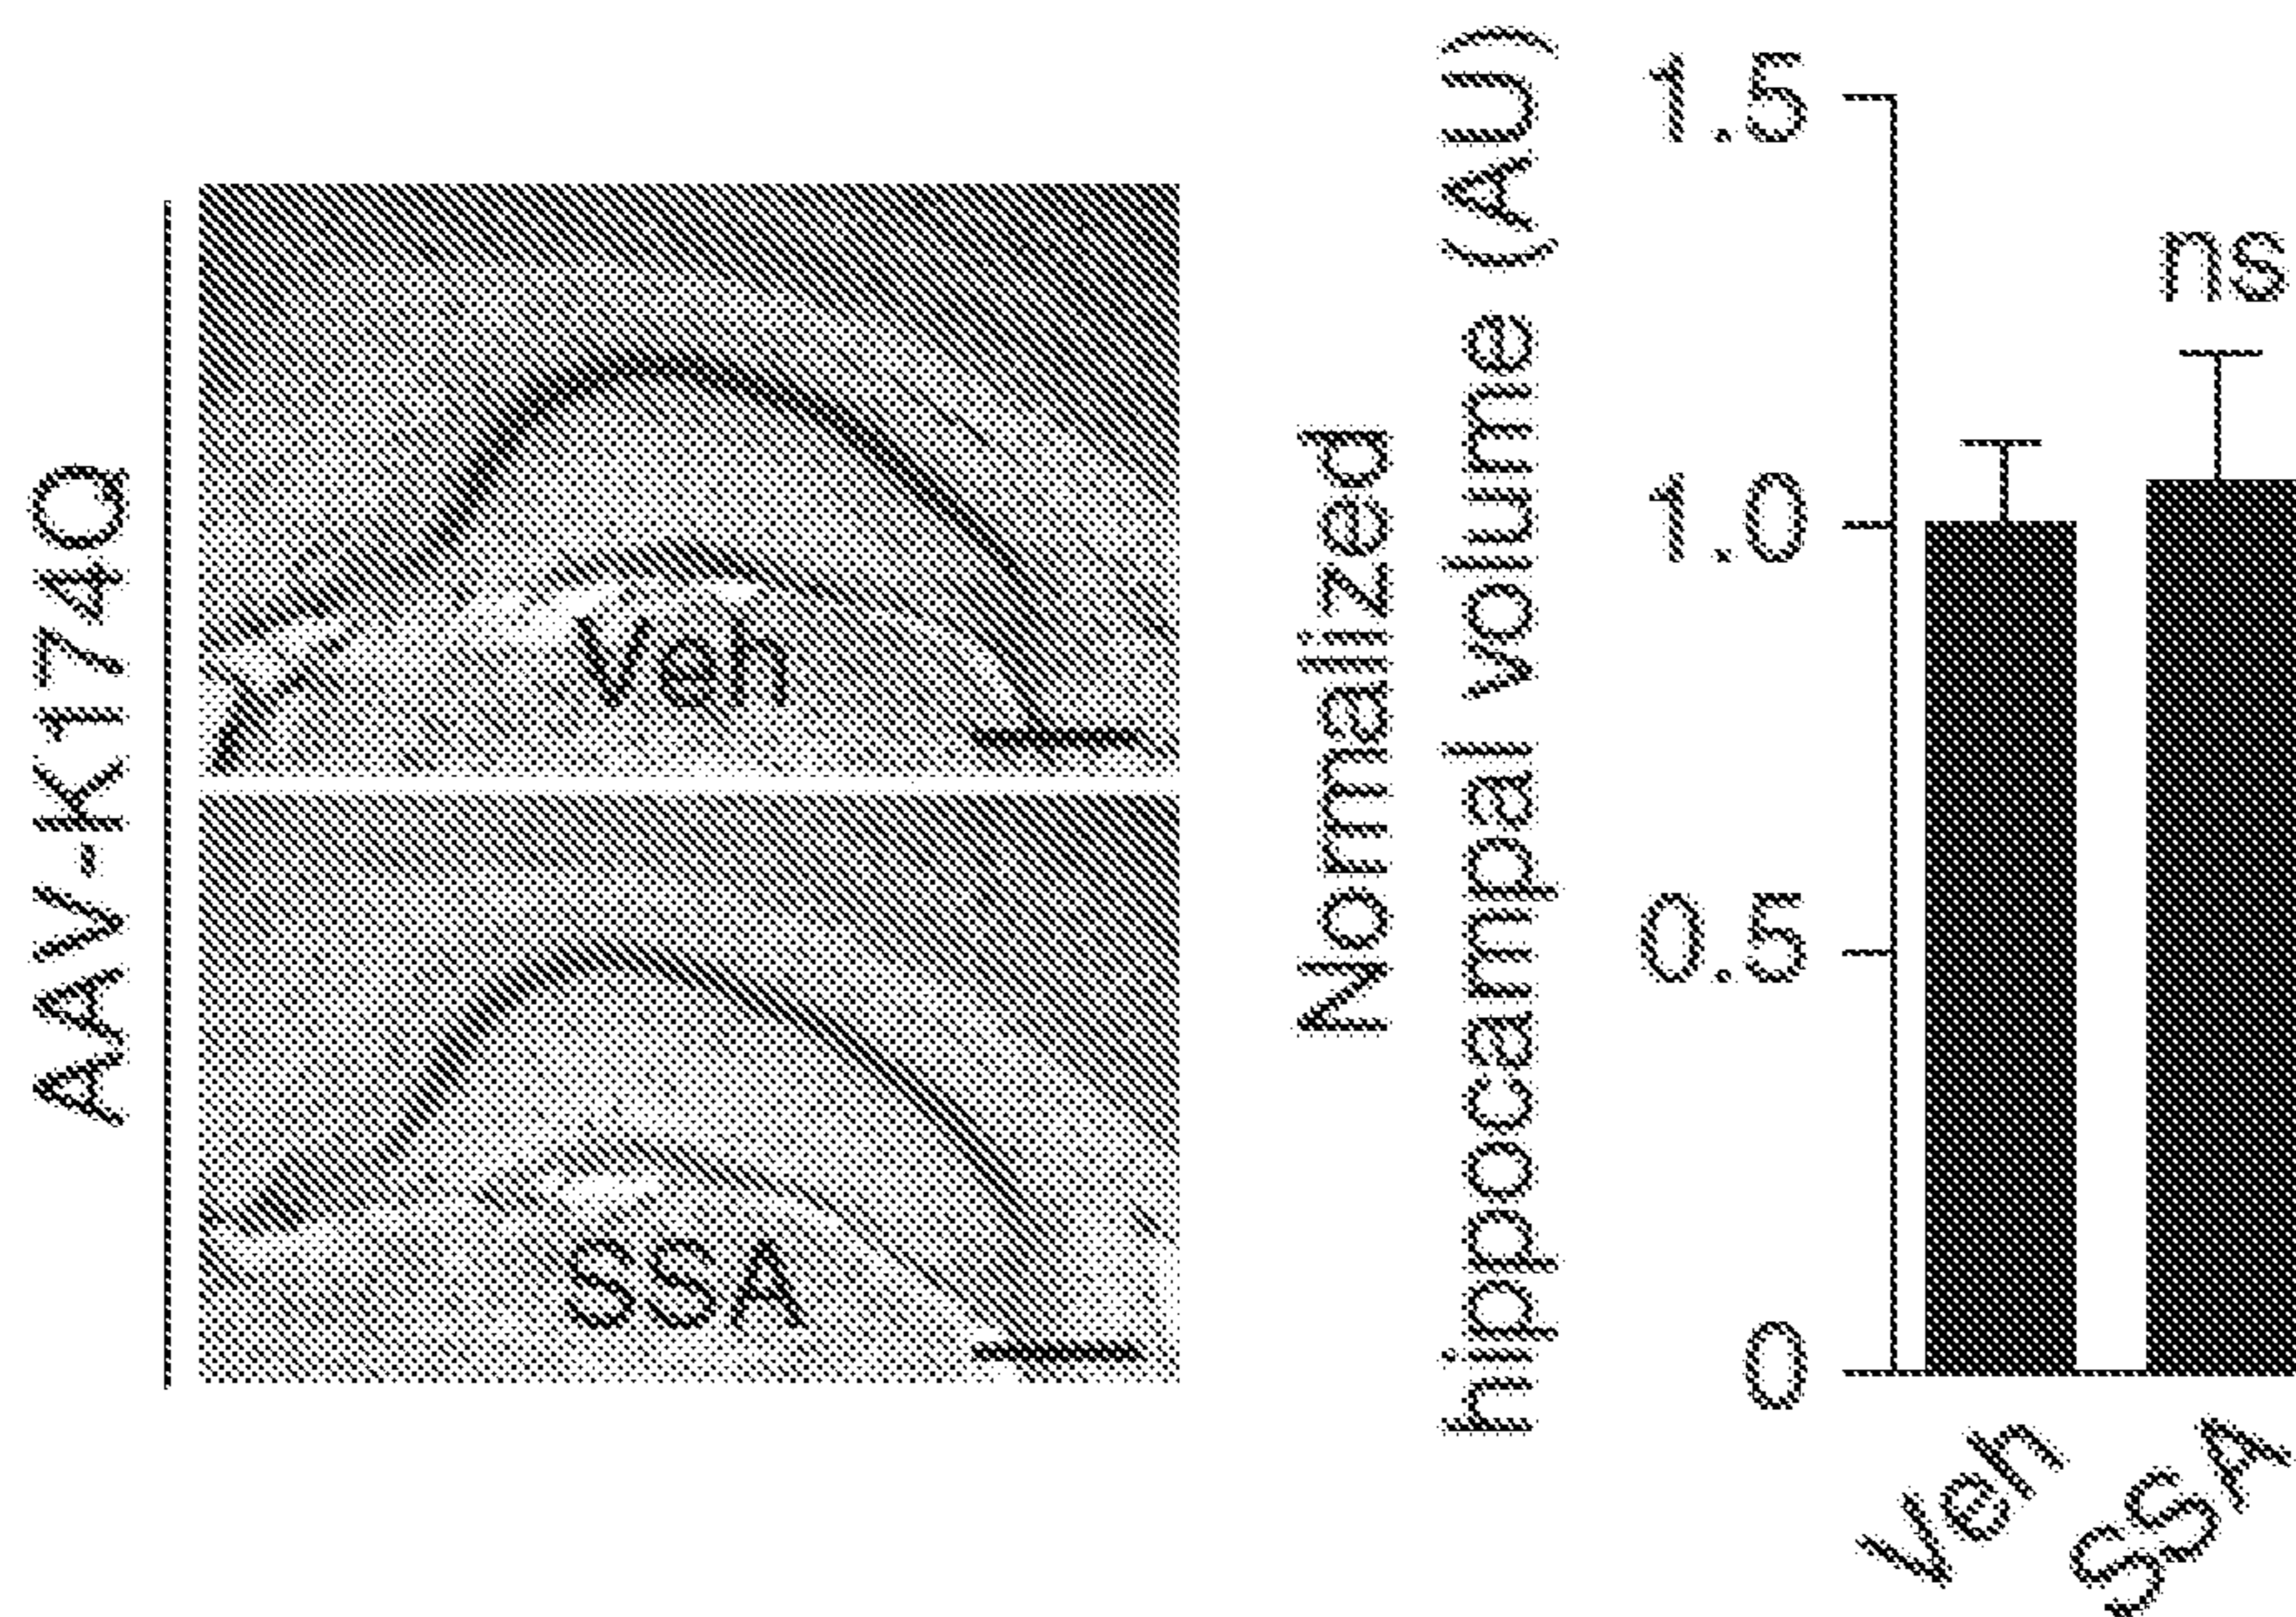 AAV-K174Q
Veh
SSA
Normalized
hippocampal volume (AU)
1.5
1.0
0.5
0
ns
Veh
SSA